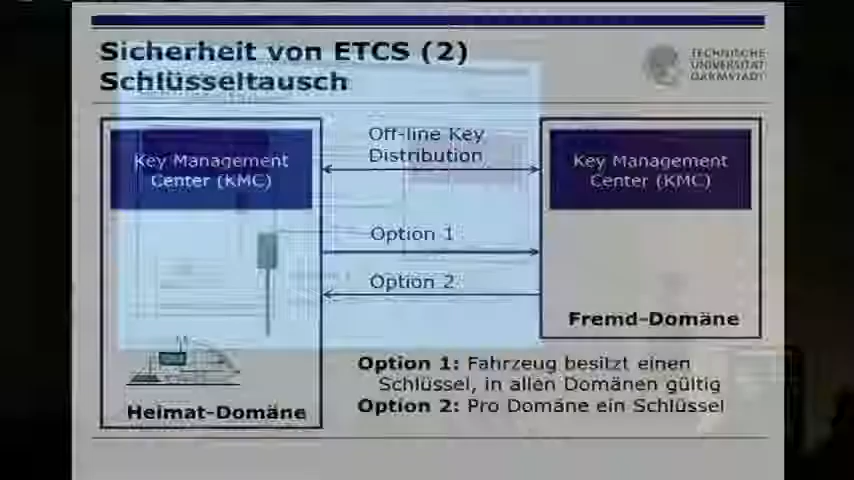 Sicherheit von ETCS (2)
Schlüsseltausch
TECHNISCHE
UNIVERSITÄT
DARMSTADT
Off-line Key
Distribution
Key Management
Center (KMC)
Key Management
Center (KMC)
Option 1
Option 2
Fremd-Domäne
Option 1: Fahrzeug besitzt einen
Schlüssel, in allen Domänen gültig
Option 2: Pro Domäne ein Schlüssel
Heimat-Domäne